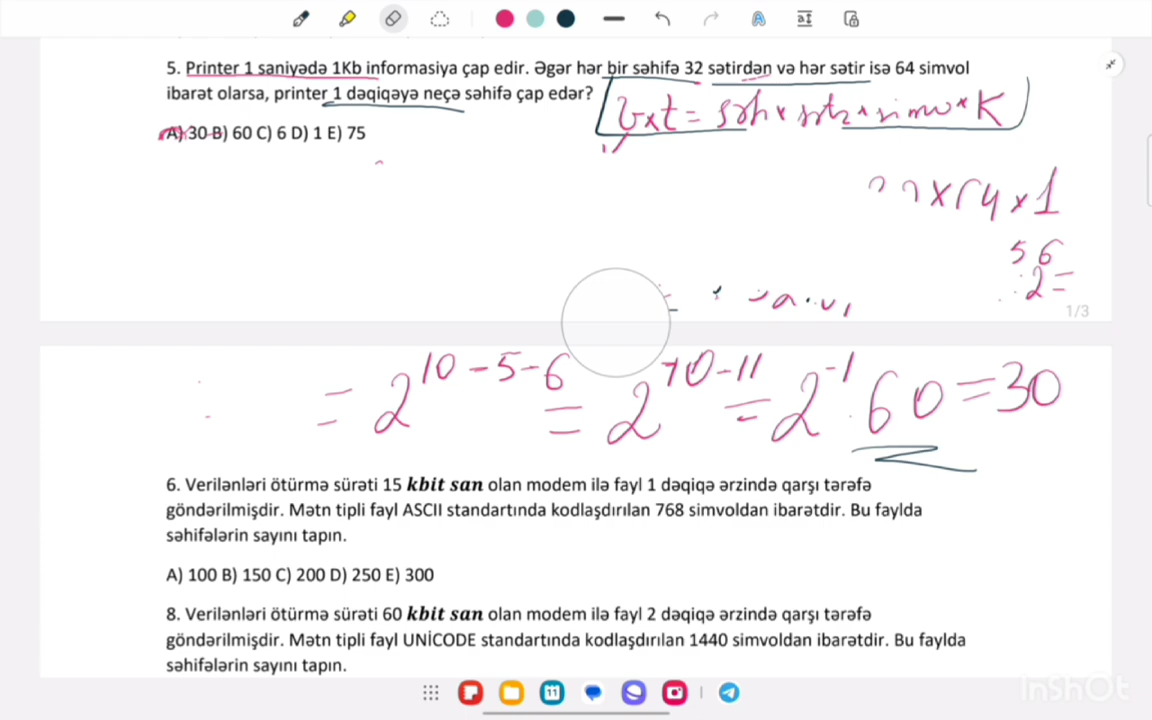 5. Printer 1 saniyədə 1Kb informasiya çap edir. Əgər hər bir səhifə 32 sətirdən və hər sətir isə 64 simvol
ibarət olarsa, printer 1 dəqiqəyə neçə səhifə çap edər?
v×t = səh × × simv × K
A) 30 B) 60 C) 6 D) 1 E) 75
×1
5 6
2 =
1/3
= 2^10-5-6 = 2^10-11 = 2^-1 . 60 = 30
6. Verilənləri ötürmə sürəti 15 kbit san olan modem ilə fayl 1 dəqiqə ərzində qarşı tərəfə
göndərilmişdir. Mətn tipli fayl ASCII standartında kodlaşdırılan 768 simvoldan ibarətdir. Bu faylda
səhifələrin sayını tapın.
A) 100 B) 150 C) 200 D) 250 E) 300
8. Verilənləri ötürmə sürəti 60 kbit san olan modem ilə fayl 2 dəqiqə ərzində qarşı tərəfə
göndərilmişdir. Mətn tipli fayl UNİCODE standartında kodlaşdırılan 1440 simvoldan ibarətdir. Bu faylda
səhifələrin sayını tapın.
InShOt